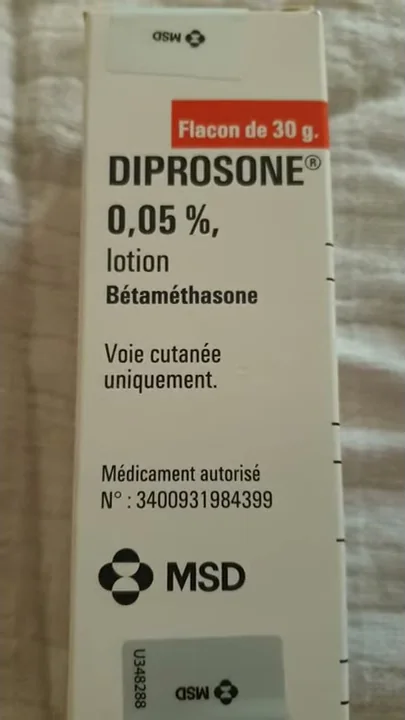 MSD
Flacon de 30 g.
DIPROSONE®
0,05 %,
lotion
Bétaméthasone
Voie cutanée
uniquement.
Médicament autorisé
N° : 3400931984399
MSD
U348288
MSD